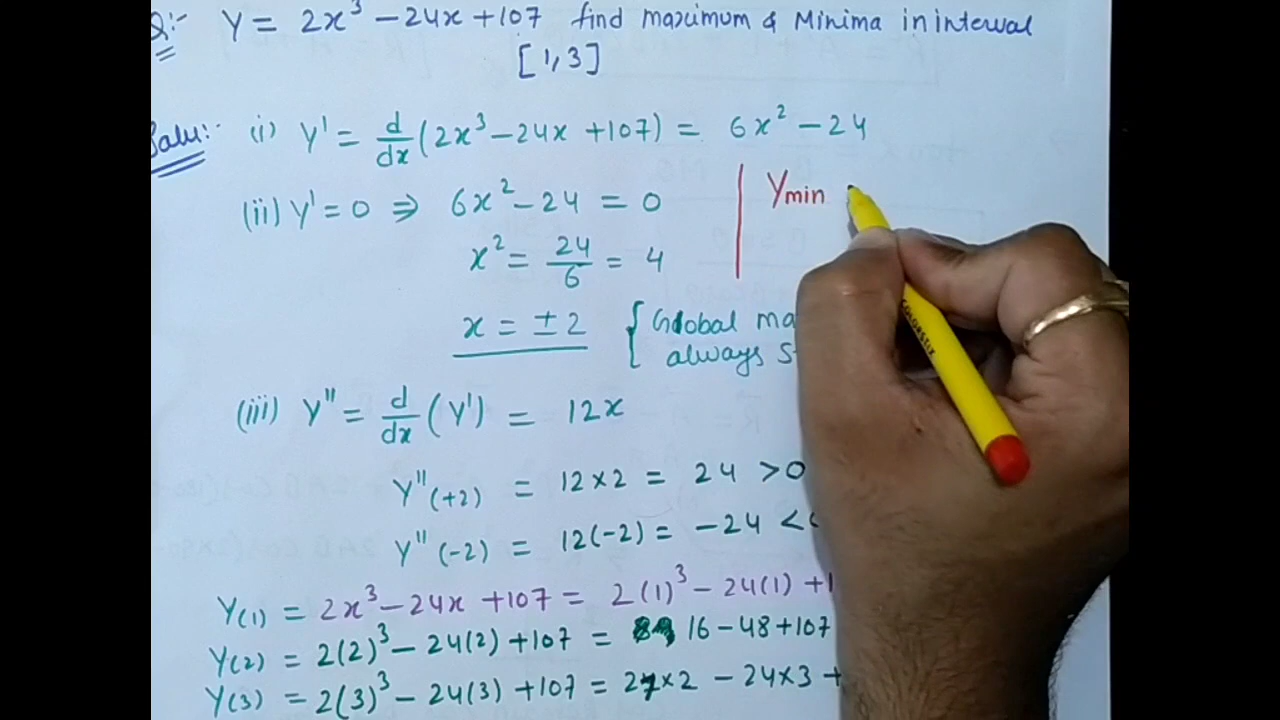 Q:- Y = 2x³ - 24x + 107 find maximum & Minima in interval
[1,3]
Solu:- (i) Y' = d/dx (2x³ - 24x + 107) = 6x² - 24
(ii) Y' = 0 ⇒ 6x² - 24 = 0
Ymin
x² = 24/6 = 4
x = ±2 { Global ma
always s
(iii) Y'' = d/dx (Y') = 12x
Y''(+2) = 12×2 = 24 >0
Y''(-2) = 12(-2) = -24 <
Y(1) = 2x³ - 24x + 107 = 2(1)³ - 24(1) + 1
Y(2) = 2(2)³ - 24(2) + 107 = 16 - 48 + 107
Y(3) = 2(3)³ - 24(3) + 107 = 27×2 - 24×3 +
COLORSTIX